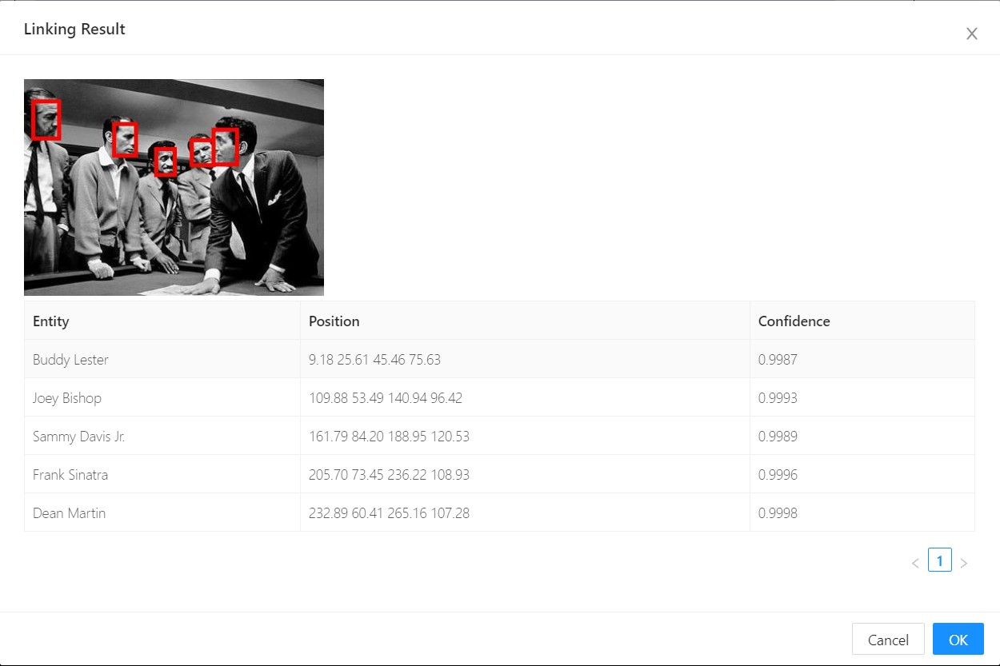 Linking Result
Entity Position Confidence
Buddy Lester 9.18 25.61 45.46 75.63 0.9987
Joey Bishop 109.88 53.49 140.94 96.42 0.9993
Sammy Davis Jr. 161.79 84.20 188.95 120.53 0.9989
Frank Sinatra 205.70 73.45 236.22 108.93 0.9996
Dean Martin 232.89 60.41 265.16 107.28 0.9998
1
Cancel OK